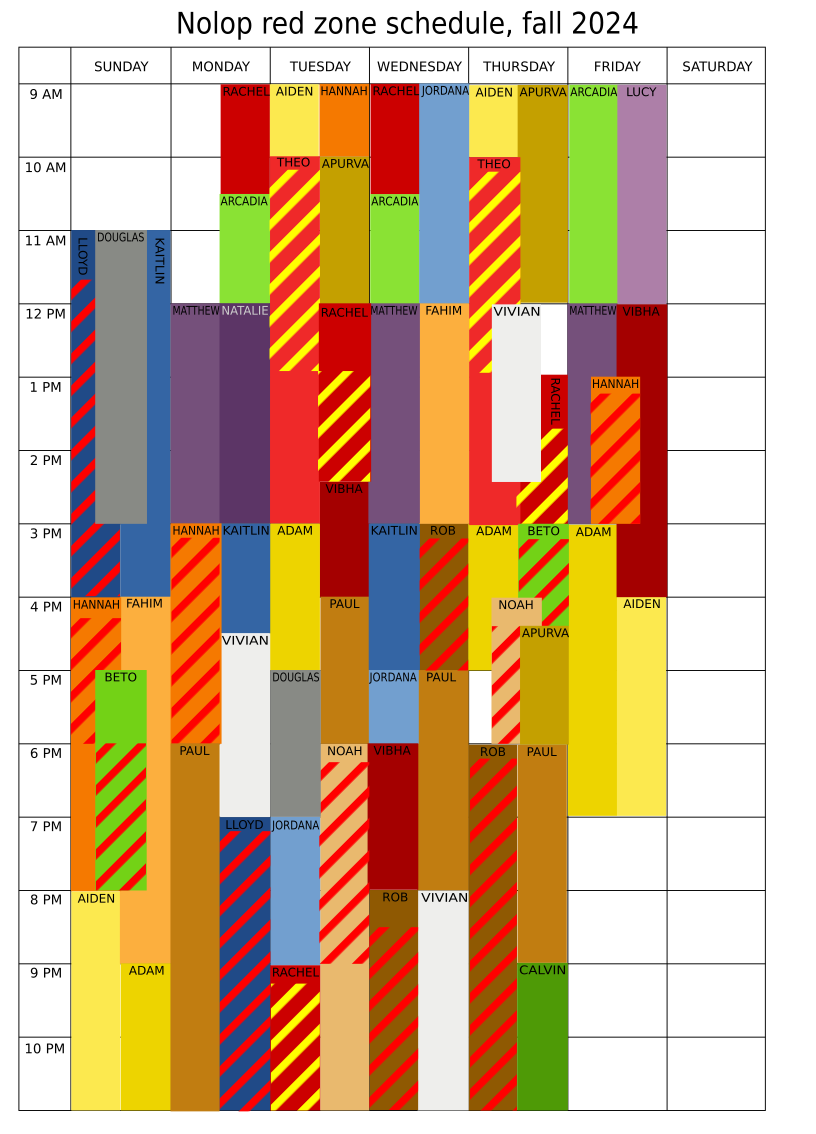 Nolop red zone schedule, fall 2024
SUNDAY MONDAY TUESDAY WEDNESDAY THURSDAY FRIDAY SATURDAY
9 AM RACHEL AIDEN HANNAH RACHEL JORDANA AIDEN APURVA ARCADIA LUCY
10 AM THEO APURVA THEO
ARCADIA ARCADIA
11 AM LLOYD DOUGLAS KAITLIN
12 PM MATTHEW NATALIE RACHEL MATTHEW FAHIM VIVIAN MATTHEW VIBHA
1 PM RACHEL HANNAH
2 PM
VIBHA
3 PM HANNAH KAITLIN ADAM KAITLIN ROB ADAM BETO ADAM
4 PM HANNAH FAHIM PAUL NOAH AIDEN
VIVIAN APURVA
5 PM BETO DOUGLAS JORDANA PAUL
6 PM PAUL NOAH VIBHA ROB PAUL
7 PM LLOYD JORDANA
8 PM AIDEN ROB VIVIAN
9 PM ADAM RACHEL CALVIN
10 PM